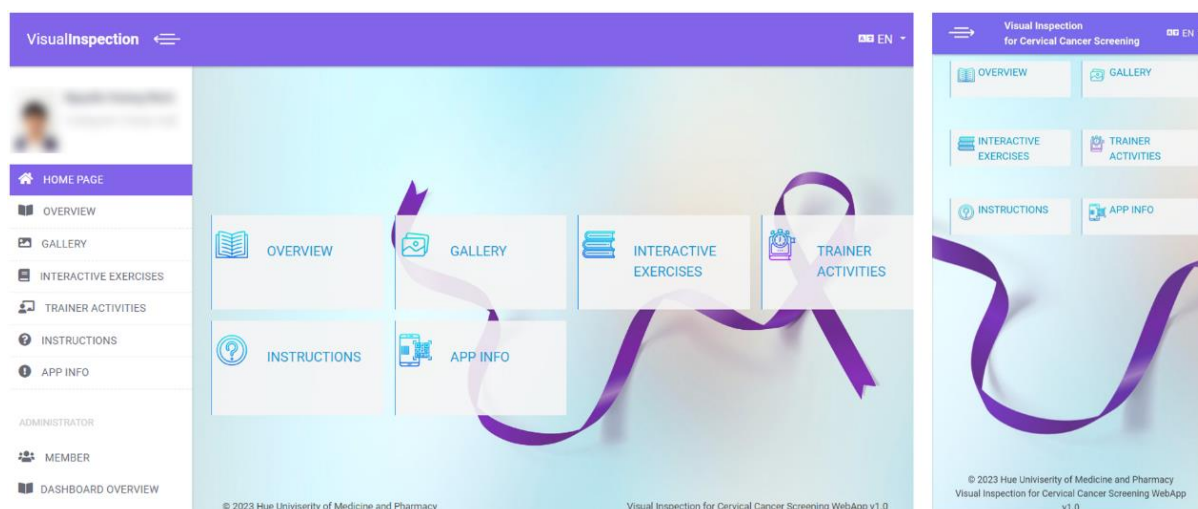 VisualInspection
EN
HOME PAGE
OVERVIEW
GALLERY
INTERACTIVE EXERCISES
TRAINER ACTIVITIES
INSTRUCTIONS
APP INFO
ADMINISTRATOR
MEMBER
DASHBOARD OVERVIEW
OVERVIEW
GALLERY
INTERACTIVE
EXERCISES
TRAINER
ACTIVITIES
INSTRUCTIONS
APP INFO
© 2023 Hue Univiserity of Medicine and Pharmacy
Visual Inspection for Cervical Cancer Screening WebApp v1.0
Visual Inspection
for Cervical Cancer Screening
EN
OVERVIEW
GALLERY
INTERACTIVE
EXERCISES
TRAINER
ACTIVITIES
INSTRUCTIONS
APP INFO
© 2023 Hue Univiserity of Medicine and Pharmacy
Visual Inspection for Cervical Cancer Screening WebApp
v1.0